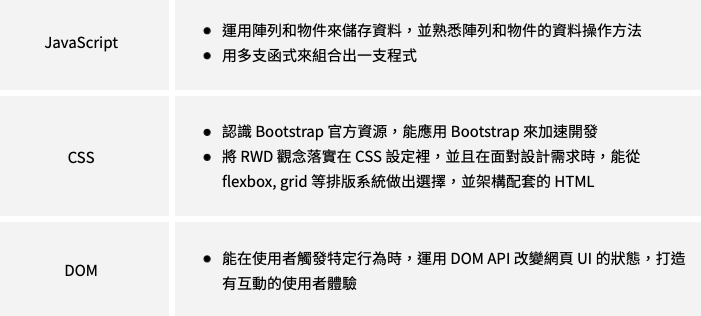 JavaScript
● 運用陣列和物件來儲存資料，並熟悉陣列和物件的資料操作方法
● 用多支函式來組合出一支程式
CSS
● 認識 Bootstrap 官方資源，能應用 Bootstrap 來加速開發
● 將 RWD 觀念落實在 CSS 設定裡，並且在面對設計需求時，能從
flexbox, grid 等排版系統做出選擇，並架構配套的 HTML
DOM
● 能在使用者觸發特定行為時，運用 DOM API 改變網頁 UI 的狀態，打造
有互動的使用者體驗